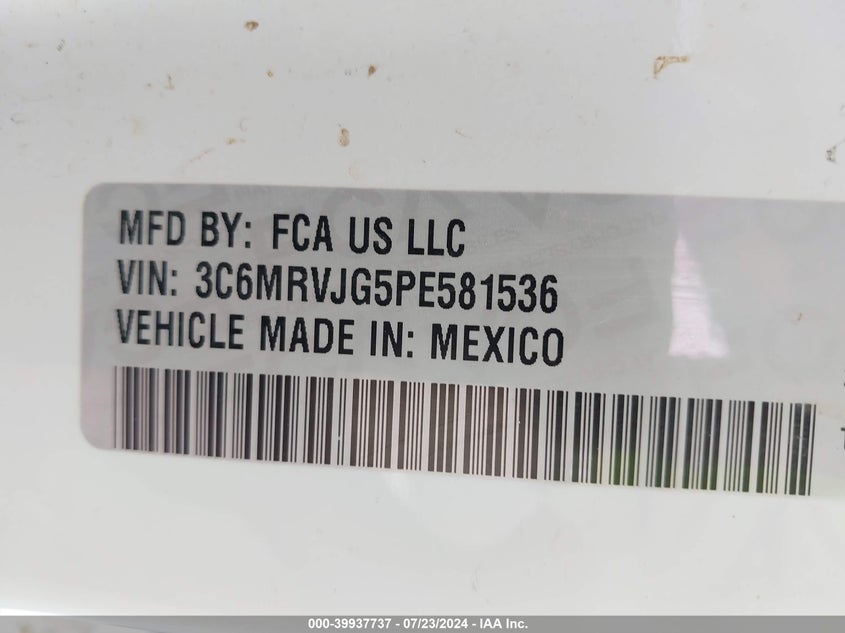 MFD BY: FCA US LLC
VIN: 3C6MRVJG5PE581536
VEHICLE MADE IN: MEXICO
000-39937737 - 07/23/2024 - IAA Inc.